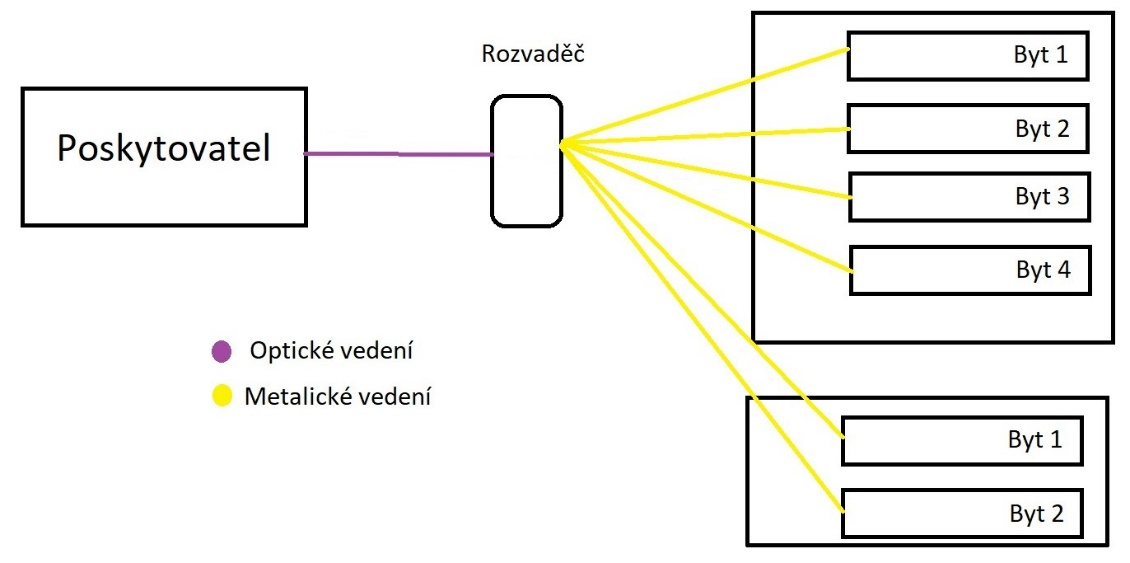 Rozvaděč
Poskytovatel
Byt 1
Byt 2
Byt 3
Byt 4
Optické vedení
Metalické vedení
Byt 1
Byt 2